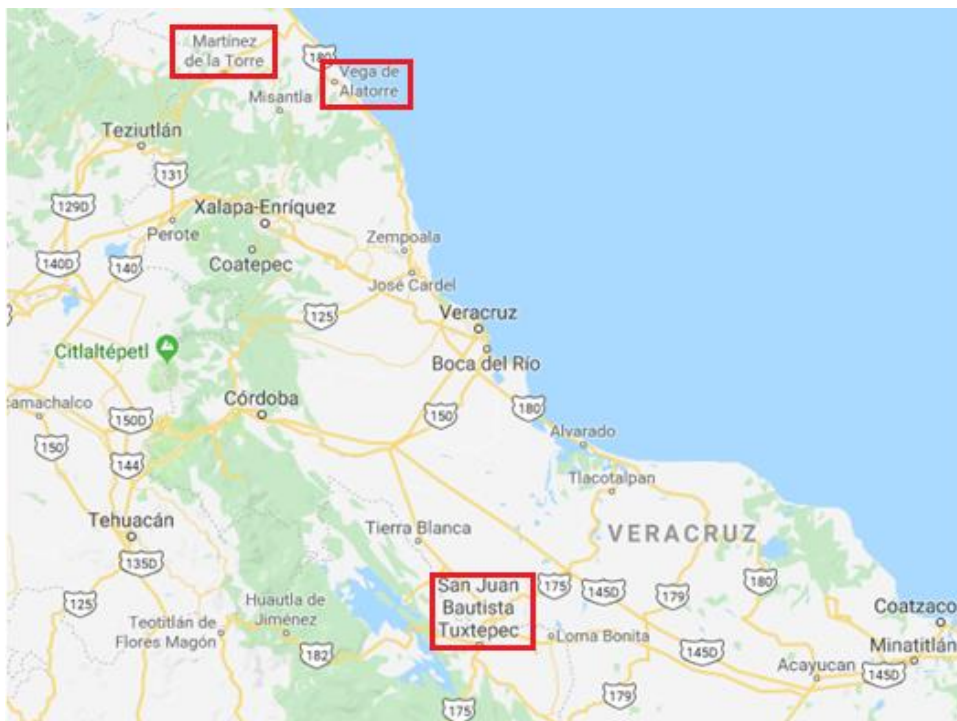 Martínez
de la Torre
180
Vega de
Alatorre
Misantla
Teziutlán
131
129D
Xalapa-Enríquez
Perote
Zempoala
Coatepec
140D
140
José Cardel
125
Veracruz
Citlaltépetl
Boca del Río
camachalco
Córdoba
150D
150
180
150
Alvarado
144
Tlacotalpan
Tehuacán
Tierra Blanca
VERACRUZ
135D
San Juan
Bautista
Tuxtepec
175
145D
179
180
125
Huautla de
Jiménez
Teotitlán de
Flores Magón
Coatzaco
Loma Bonita
Minatitlán
182
145D
Acayucan
145D
175
179